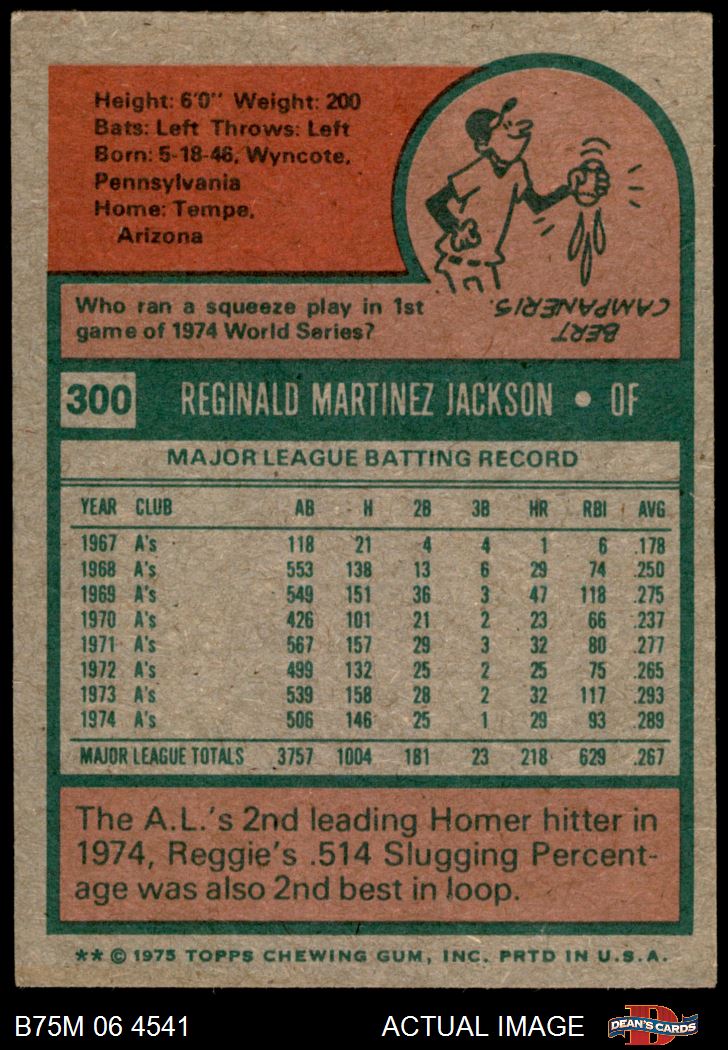 Height: 6'0" Weight: 200
Bats: Left Throws: Left
Born: 5-18-46, Wyncote,
Pennsylvania
Home: Tempe,
Arizona
Who ran a squeeze play in 1st
game of 1974 World Series?
BERT
CAMPANERIS.
300 REGINALD MARTINEZ JACKSON • OF
MAJOR LEAGUE BATTING RECORD
YEAR CLUB AB H 2B 3B HR RBI AVG.
1967 A's 118 21 4 4 1 6 .178
1968 A's 553 138 13 6 29 74 .250
1969 A's 549 151 36 3 47 118 .275
1970 A's 426 101 21 2 23 66 .237
1971 A's 567 157 29 3 32 80 .277
1972 A's 499 132 25 2 25 75 .265
1973 A's 539 158 28 2 32 117 .293
1974 A's 506 146 25 1 29 93 .289
MAJOR LEAGUE TOTALS 3757 1004 181 23 218 629 .267
The A.L.'s 2nd leading Homer hitter in
1974, Reggie's .514 Slugging Percent-
age was also 2nd best in loop.
** © 1975 TOPPS CHEWING GUM, INC. PRTD IN U.S.A.
B75M 06 4541 ACTUAL IMAGE DEAN'S CARDS